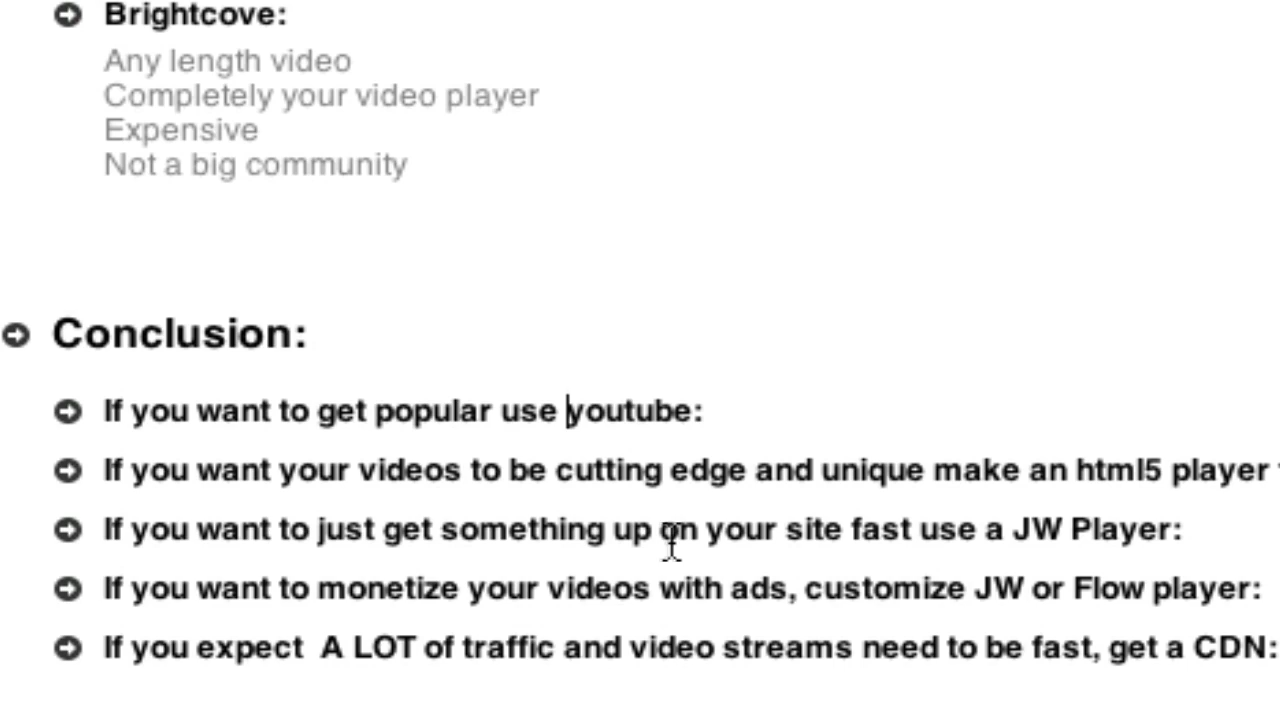 Brightcove:
Any length video
Completely your video player
Expensive
Not a big community
Conclusion:
If you want to get popular use youtube:
If you want your videos to be cutting edge and unique make an html5 player
If you want to just get something up on your site fast use a JW Player:
If you want to monetize your videos with ads, customize JW or Flow player:
If you expect  A LOT of traffic and video streams need to be fast, get a CDN: